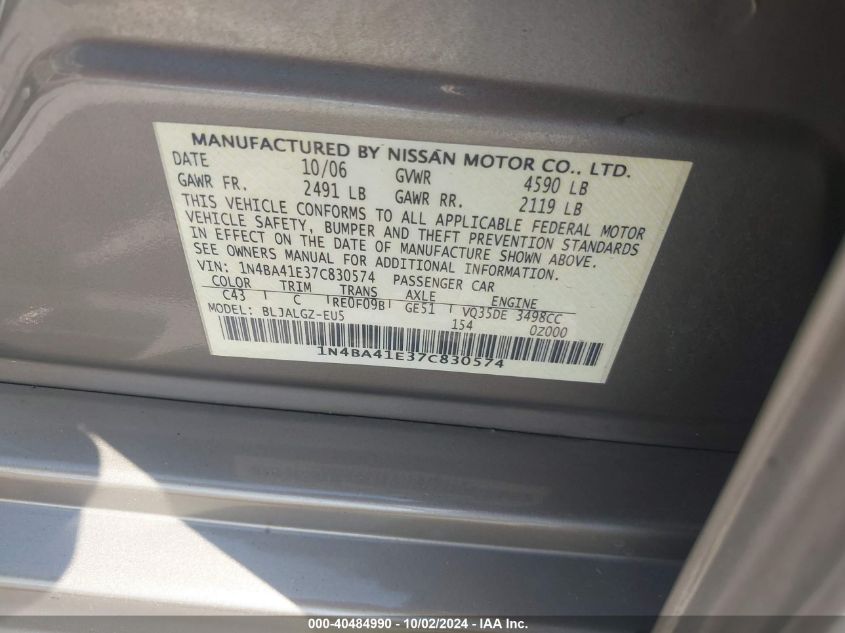 MANUFACTURED BY NISSAN MOTOR CO., LTD.
DATE 10/06 GVWR 4590 LB
GAWR FR. 2491 LB GAWR RR. 2119 LB
THIS VEHICLE CONFORMS TO ALL APPLICABLE FEDERAL MOTOR
VEHICLE SAFETY, BUMPER AND THEFT PREVENTION STANDARDS
IN EFFECT ON THE DATE OF MANUFACTURE SHOWN ABOVE.
SEE OWNERS MANUAL FOR ADDITIONAL INFORMATION.
VIN: 1N4BA41E37C830574 PASSENGER CAR
COLOR TRIM TRANS AXLE ENGINE
C43 C RE0F09B GE51 VQ35DE 3498CC
MODEL: BLJALGZ-EU5 154 0Z000
1N4BA41E37C830574
000-40484990 - 10/02/2024 - IAA Inc.